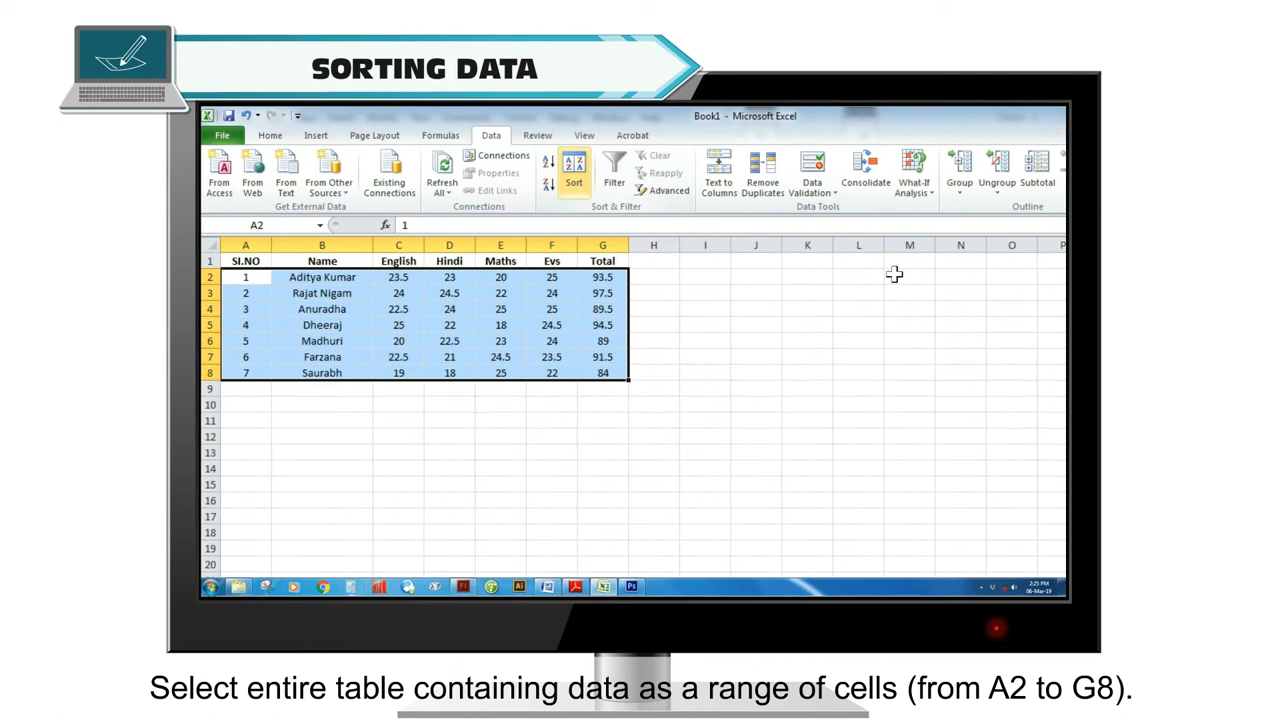 SORTING DATA
Book1 - Microsoft Excel
File Home Insert Page Layout Formulas Data Review View Acrobat
From Access
From Web
From Text
From Other Sources
Existing Connections
Get External Data
Refresh All
Connections
Properties
Edit Links
Connections
Sort
Filter
Clear
Reapply
Advanced
Sort & Filter
Text to Columns
Remove Duplicates
Data Validation
Consolidate
What-If Analysis
Data Tools
Group
Ungroup
Subtotal
Outline
A2 fx 1
A B C D E F G H I J K L M N O P
1 SI.NO Name English Hindi Maths Evs Total
2 1 Aditya Kumar 23.5 23 20 25 93.5
3 2 Rajat Nigam 24 24.5 22 24 97.5
4 3 Anuradha 22.5 24 25 25 89.5
5 4 Dheeraj 25 22 18 24.5 94.5
6 5 Madhuri 20 22.5 23 24 89
7 6 Farzana 22.5 21 24.5 23.5 91.5
8 7 Saurabh 19 18 25 22 84
9
10
11
12
13
14
15
16
17
18
19
20
2:25 PM
06-Mar-19
Select entire table containing data as a range of cells (from A2 to G8).